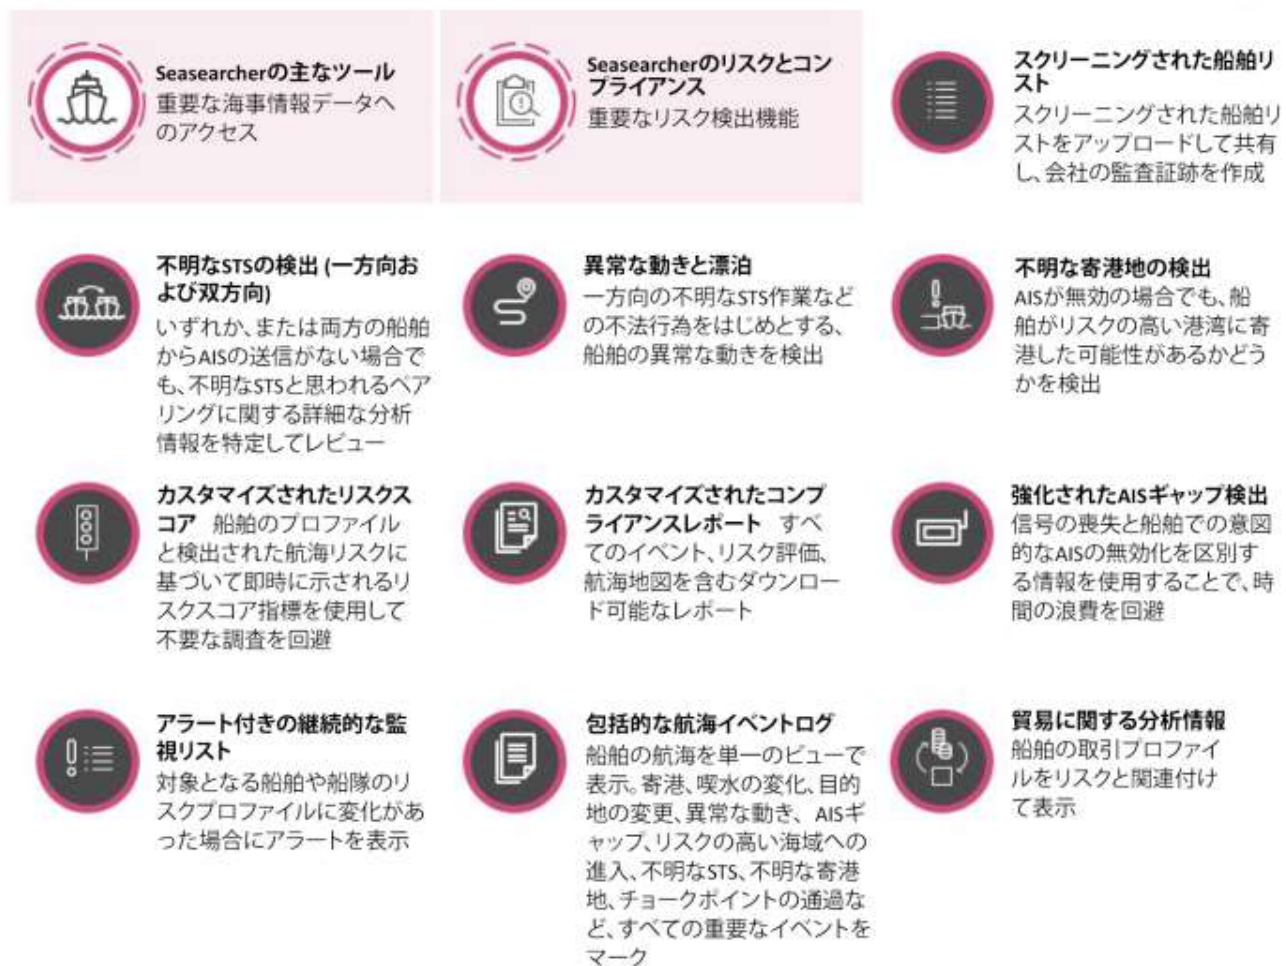 Seasearcherの主なツール
重要な海事情報データへ
のアクセス
Seasearcherのリスクとコン
プライアンス
重要なリスク検出機能
スクリーニングされた船舶リ
スト
スクリーニングされた船舶リ
ストをアップロードして共有
し、会社の監査証跡を作成
不明なSTSの検出 (一方向お
よび双方向)
いずれか、または両方の船舶
からAISの送信がない場合で
も、不明なSTSと思われるペア
リングに関する詳細な分析
情報を特定してレビュー
異常な動きと漂泊
一方向の不明なSTS作業など
の不法行為をはじめとする、
船舶の異常な動きを検出
不明な寄港地の検出
AISが無効の場合でも、船
舶がリスクの高い港湾に寄
港した可能性があるかどう
かを検出
カスタマイズされたリスクス
コア 船舶のプロファイル
と検出された航海リスクに
基づいて即時に示されるリ
スクスコア指標を使用して
不要な調査を回避
カスタマイズされたコンプ
ライアンスレポート すべ
てのイベント、リスク評価、
航海地図を含むダウンロー
ド可能なレポート
強化されたAISギャップ検出
信号の喪失と船舶での意図
的なAISの無効化を区別す
る情報を使用することで、時
間の浪費を回避
アラート付きの継続的な監
視リスト
対象となる船舶や船隊のリ
スクプロファイルに変化があ
った場合にアラートを表示
包括的な航海イベントログ
船舶の航海を単一のビューで
表示。寄港、喫水の変化、目的
地の変更、異常な動き、 AISギ
ャップ、リスクの高い海域への
進入、不明なSTS、不明な寄港
地、チョークポイントの通過な
ど、すべての重要なイベントを
マーク
貿易に関する分析情報
船舶の取引プロファイ
ルをリスクと関連付け
て表示